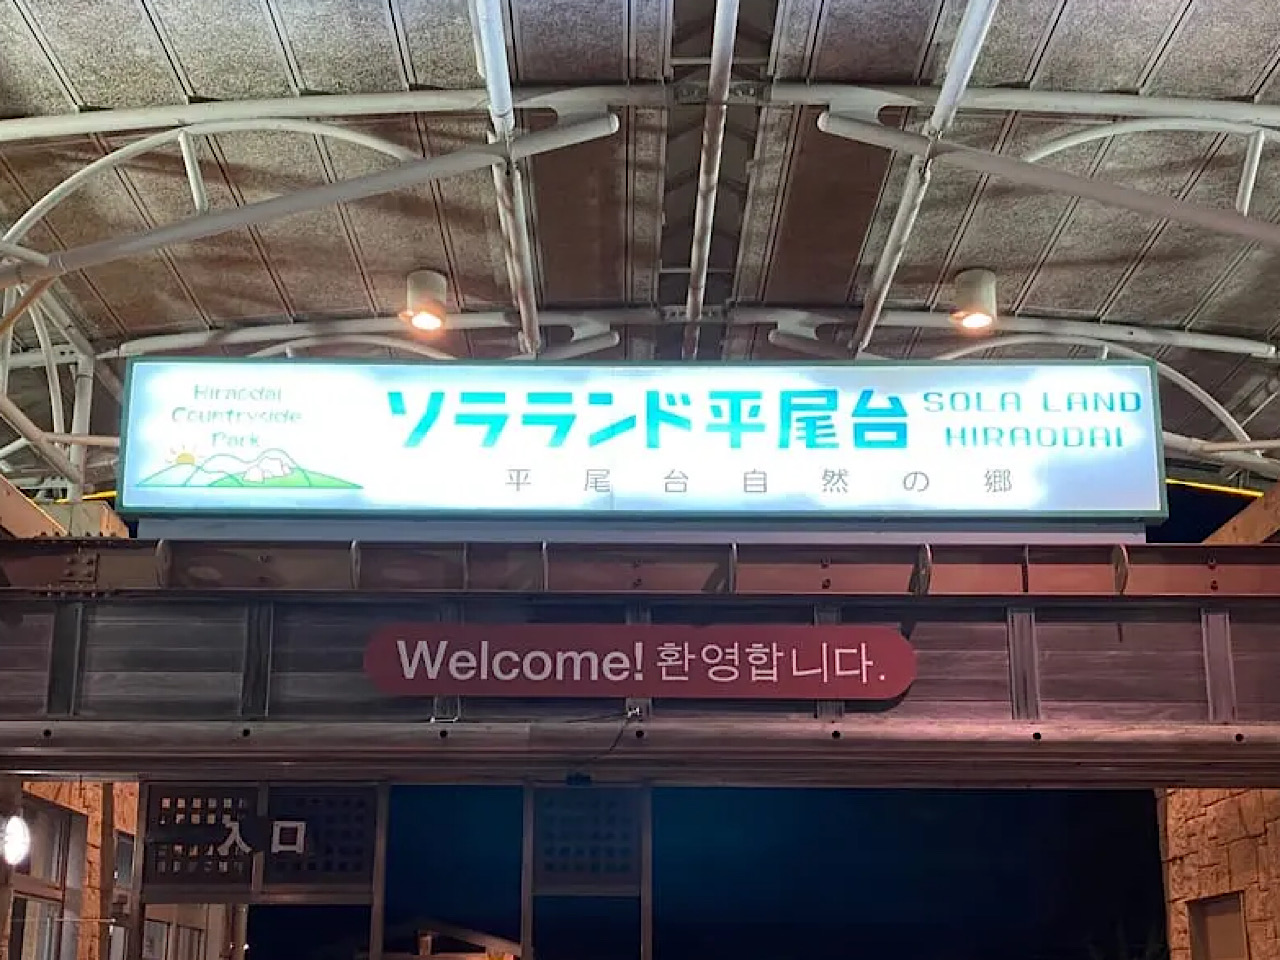 Hiraodai
Countryside
Park
ソラランド平尾台
SOLA LAND
HIRAODAI
平尾台自然の郷
Welcome! 환영합니다.
入口